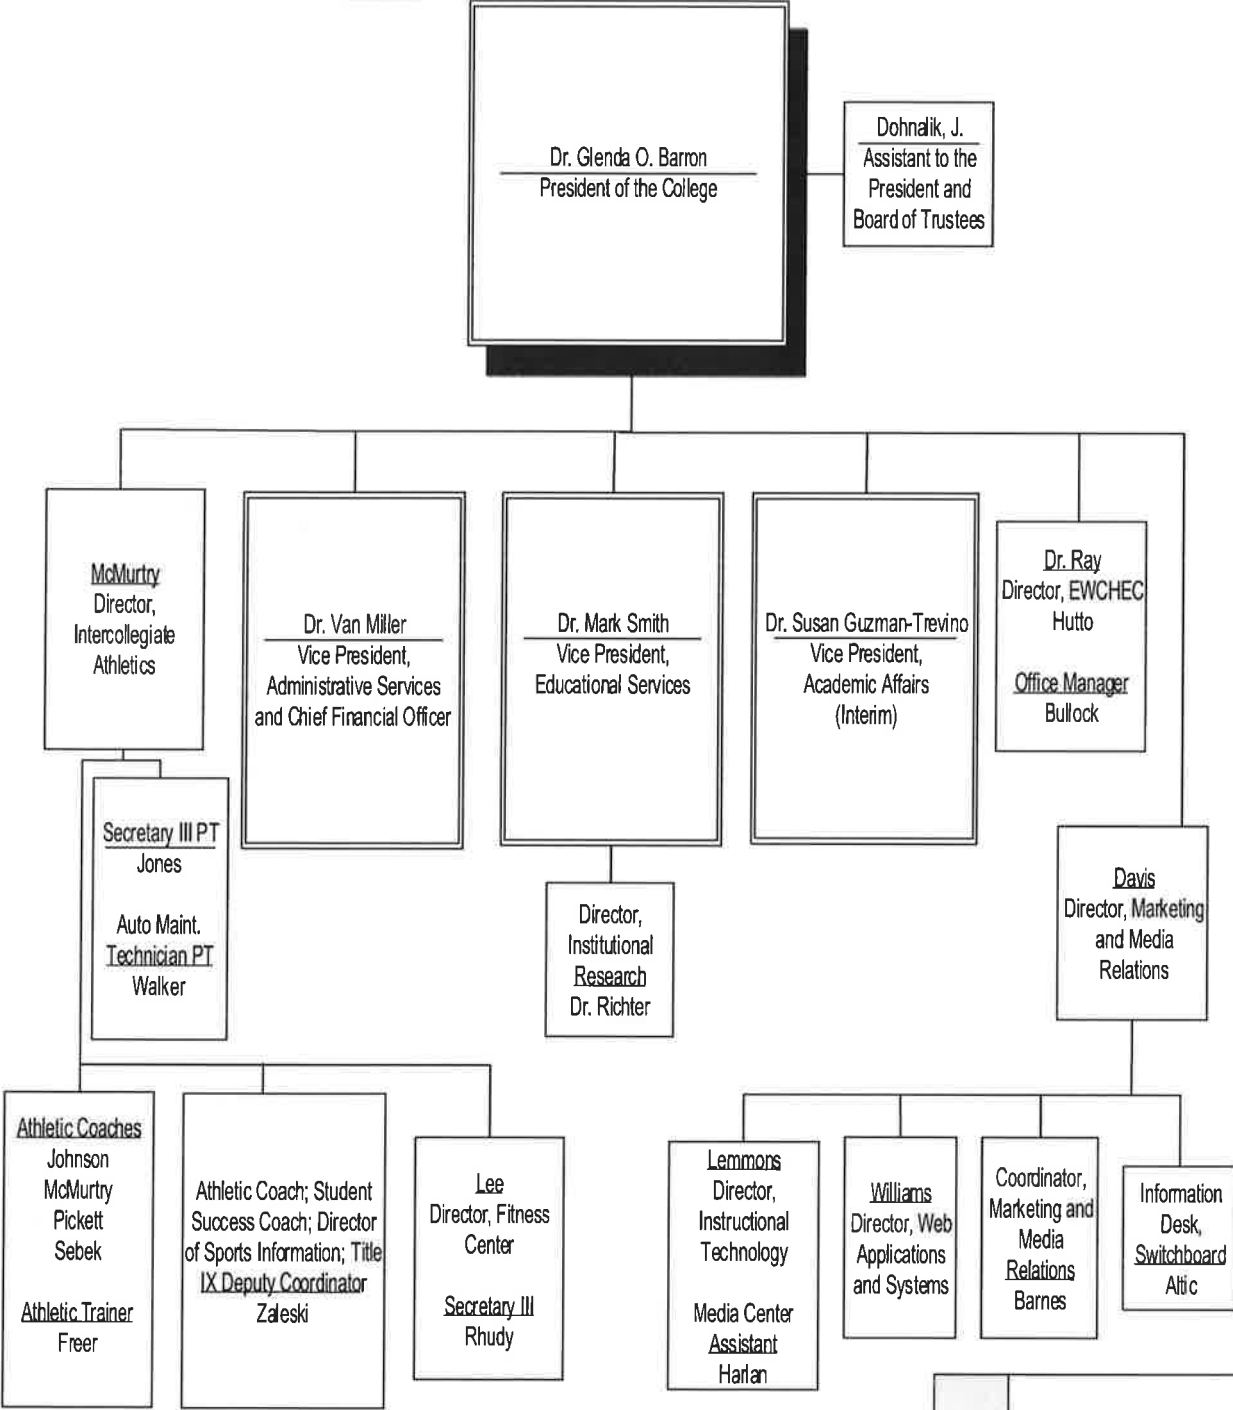 Dr. Glenda O. Barron
President of the College
Dohnalik, J.
Assistant to the
President and
Board of Trustees
McMurtry
Director,
Intercollegiate
Athletics
Dr. Van Miller
Vice President,
Administrative Services
and Chief Financial Officer
Dr. Mark Smith
Vice President,
Educational Services
Dr. Susan Guzman-Trevino
Vice President,
Academic Affairs
(Interim)
Dr. Ray
Director, EWCHEC
Hutto
Office Manager
Bullock
Secretary III PT
Jones
Auto Maint.
Technician PT
Walker
Director,
Institutional
Research
Dr. Richter
Davis
Director, Marketing
and Media
Relations
Athletic Coaches
Johnson
McMurtry
Pickett
Sebek
Athletic Trainer
Freer
Athletic Coach; Student
Success Coach; Director
of Sports Information; Title
IX Deputy Coordinator
Zaleski
Lee
Director, Fitness
Center
Secretary III
Rhudy
Lemmons
Director,
Instructional
Technology
Media Center
Assistant
Harlan
Williams
Director, Web
Applications
and Systems
Coordinator,
Marketing and
Media
Relations
Barnes
Information
Desk,
Switchboard
Altic